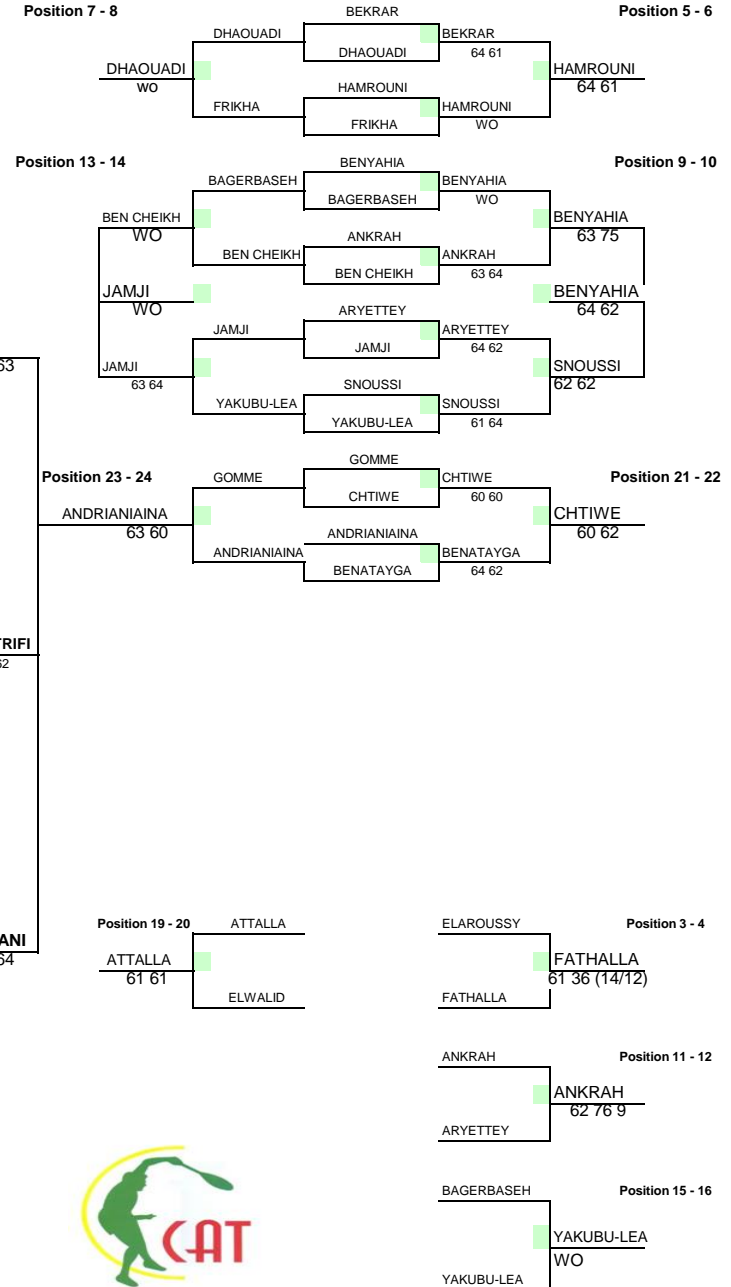 Position 7 - 8
BEKRAR
Position 5 - 6
DHAOUADI
BEKRAR
DHAOUADI
64 61
DHAOUADI
HAMROUNI
WO
HAMROUNI
64 61
FRIKHA
HAMROUNI
FRIKHA
WO
Position 13 - 14
BENYAHIA
Position 9 - 10
BAGERBASEH
BENYAHIA
BAGERBASEH
WO
BEN CHEIKH
BENYAHIA
WO
ANKRAH
63 75
BEN CHEIKH
ANKRAH
BEN CHEIKH
63 64
JAMJI
BENYAHIA
WO
ARYETTEY
64 62
JAMJI
ARYETTEY
JAMJI
64 62
63
JAMJI
SNOUSSI
63 64
SNOUSSI
62 62
YAKUBU-LEA
SNOUSSI
YAKUBU-LEA
61 64
GOMME
Position 23 - 24
GOMME
CHTIWE
Position 21 - 22
CHTIWE
60 60
ANDRIANIAINA
CHTIWE
63 60
ANDRIANIAINA
60 62
ANDRIANIAINA
BENATAYGA
BENATAYGA
64 62
TRIFI
62
Position 19 - 20
ATTALLA
ELAROUSSY
Position 3 - 4
ANI
64
ATTALLA
FATHALLA
61 61
61 36 (14/12)
ELWALID
FATHALLA
ANKRAH
Position 11 - 12
ANKRAH
62 76 9
ARYETTEY
BAGERBASEH
Position 15 - 16
CAT
YAKUBU-LEA
WO
YAKUBU-LEA